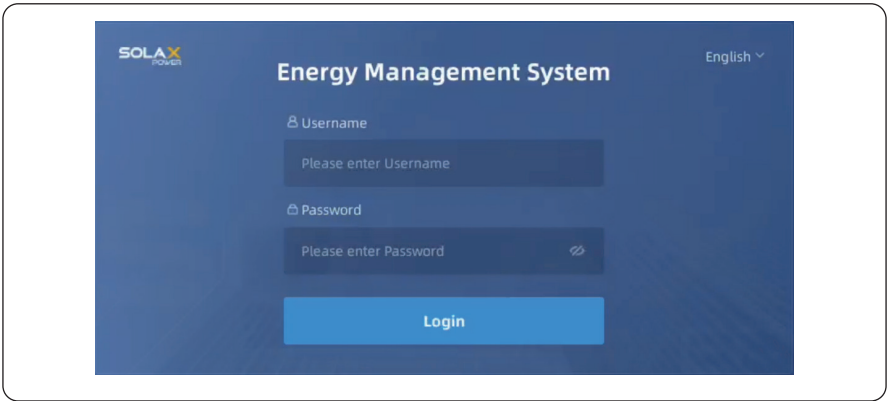 SOLAX
POWER
English
Energy Management System
Username
Please enter Username
Password
Please enter Password
Login